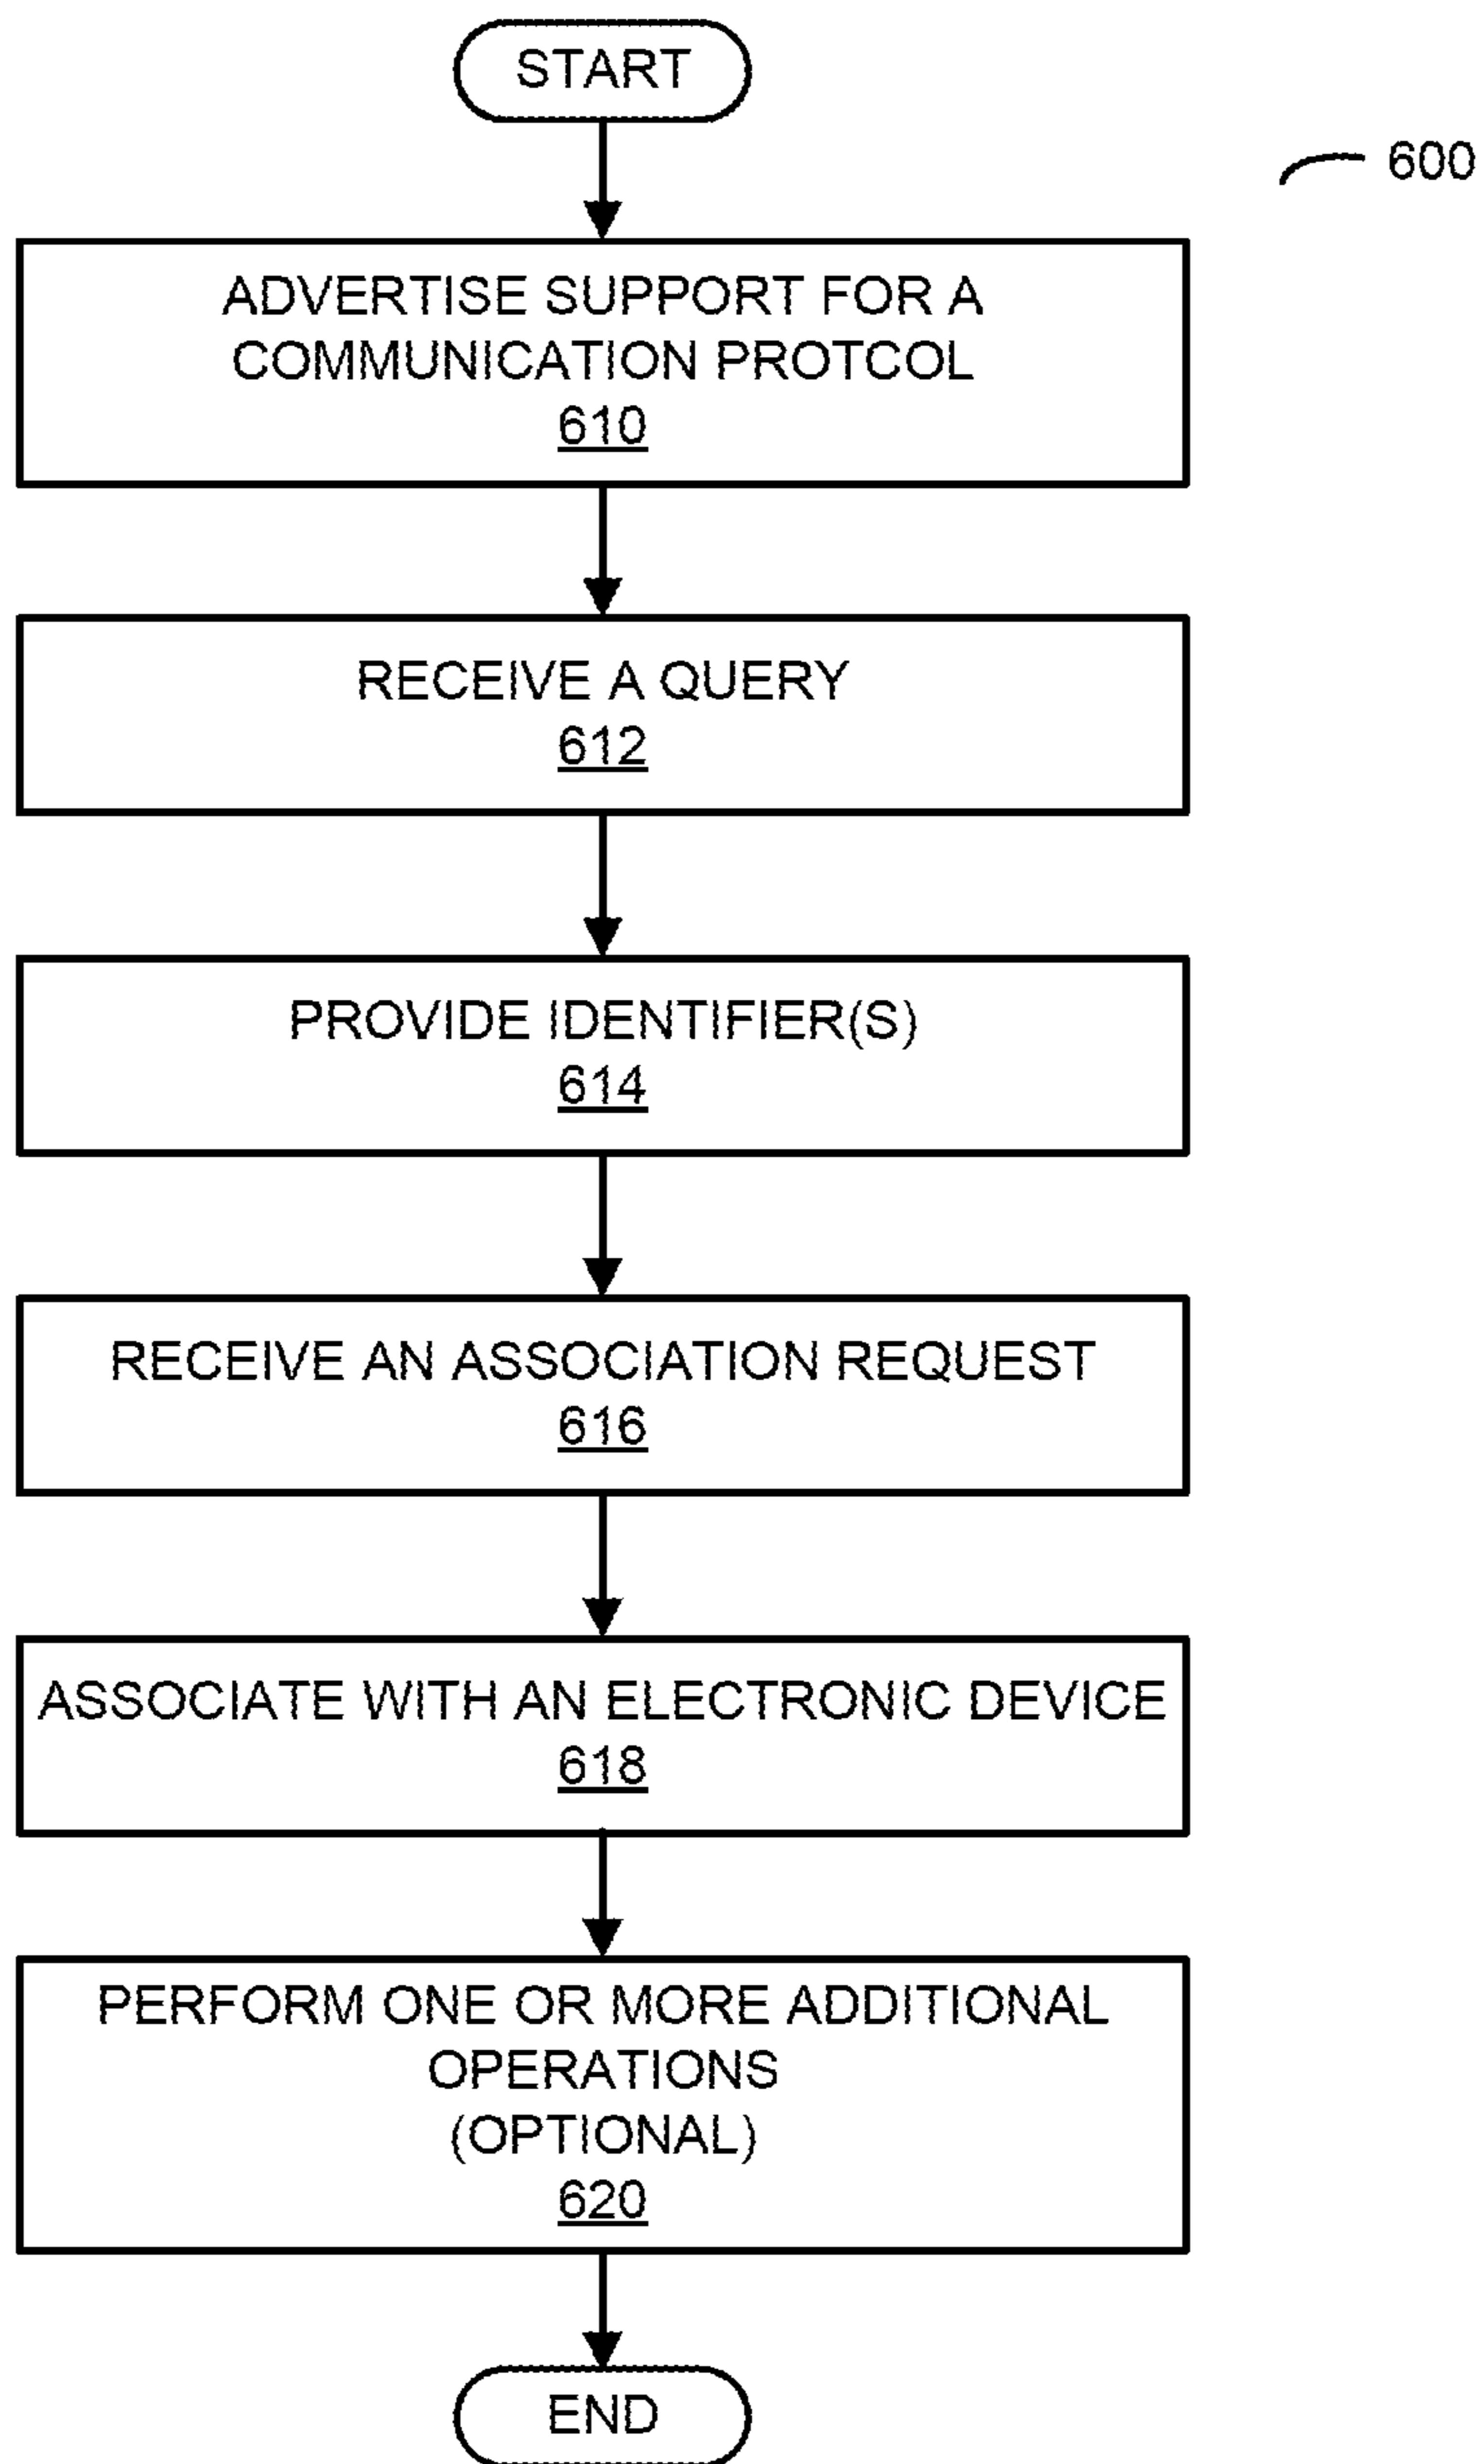 START
600
ADVERTISE SUPPORT FOR A
COMMUNICATION PROTCOL
610
RECEIVE A QUERY
612
PROVIDE IDENTIFIER(S)
614
RECEIVE AN ASSOCIATION REQUEST
616
ASSOCIATE WITH AN ELECTRONIC DEVICE
618
PERFORM ONE OR MORE ADDITIONAL
OPERATIONS
(OPTIONAL)
620
END